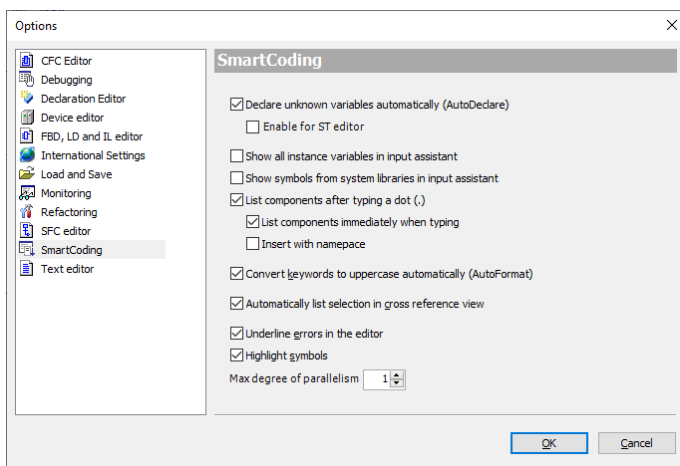 Options
CFC Editor
Debugging
Declaration Editor
Device editor
FBD, LD and IL editor
International Settings
Load and Save
Monitoring
Refactoring
SFC editor
SmartCoding
Text editor
SmartCoding
Declare unknown variables automatically (AutoDeclare)
Enable for ST editor
Show all instance variables in input assistant
Show symbols from system libraries in input assistant
List components after typing a dot (.)
List components immediately when typing
Insert with namepace
Convert keywords to uppercase automatically (AutoFormat)
Automatically list selection in cross reference view
Underline errors in the editor
Highlight symbols
Max degree of parallelism 1
OK Cancel